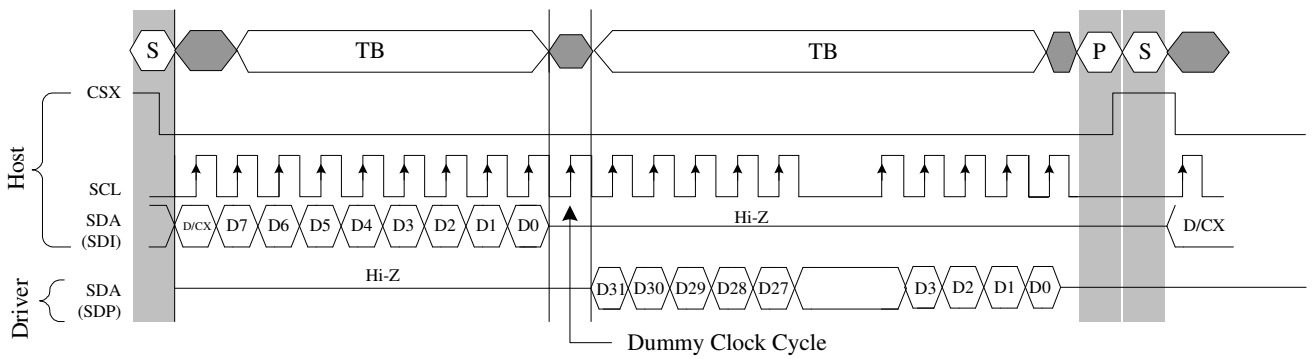 S TB TB P S
CSX
Host
SCL
SDA
(SDI)
D/CX D7 D6 D5 D4 D3 D2 D1 D0 Hi-Z D/CX
Hi-Z
Driver
SDA
(SDP)
D31 D30 D29 D28 D27 D3 D2 D1 D0
Dummy Clock Cycle